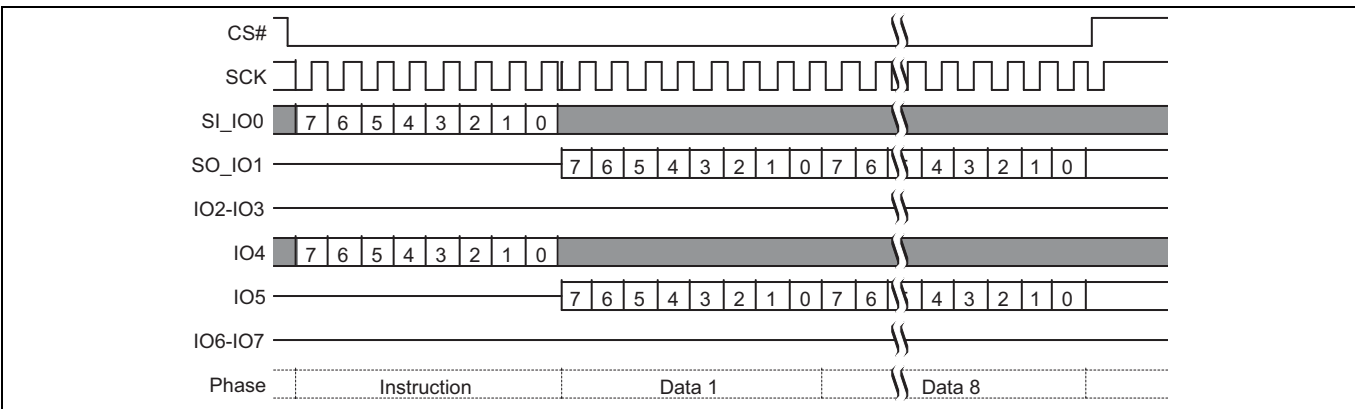 CS#
SCK
SI_IO0 7 6 5 4 3 2 1 0
SO_IO1 7 6 5 4 3 2 1 0 7 6 4 3 2 1 0
IO2-IO3
IO4 7 6 5 4 3 2 1 0
IO5 7 6 5 4 3 2 1 0 7 6 4 3 2 1 0
IO6-IO7
Phase Instruction Data 1 Data 8